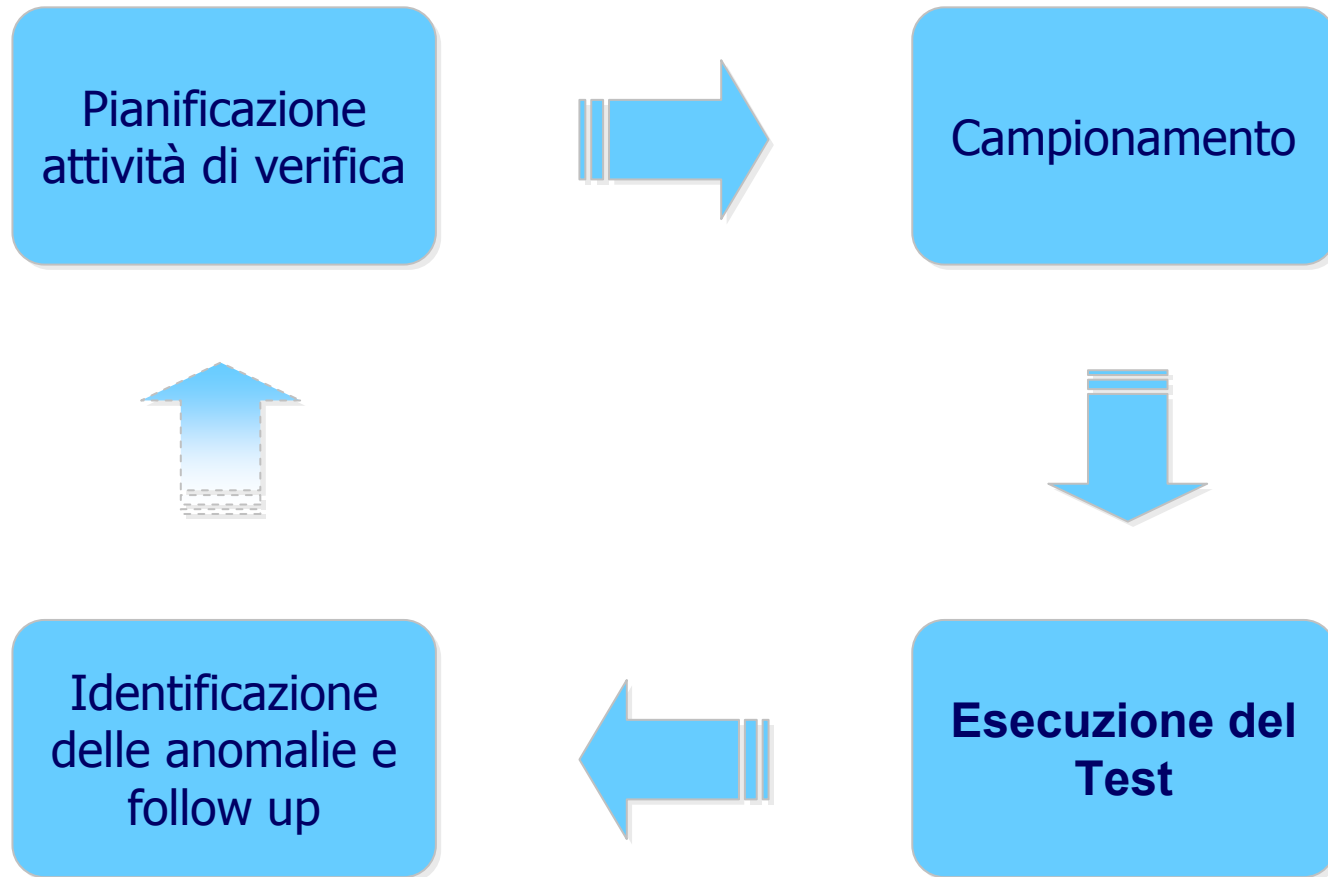 Pianificazione
attività di verifica
Campionamento
Identificazione
delle anomalie e
follow up
Esecuzione del
Test